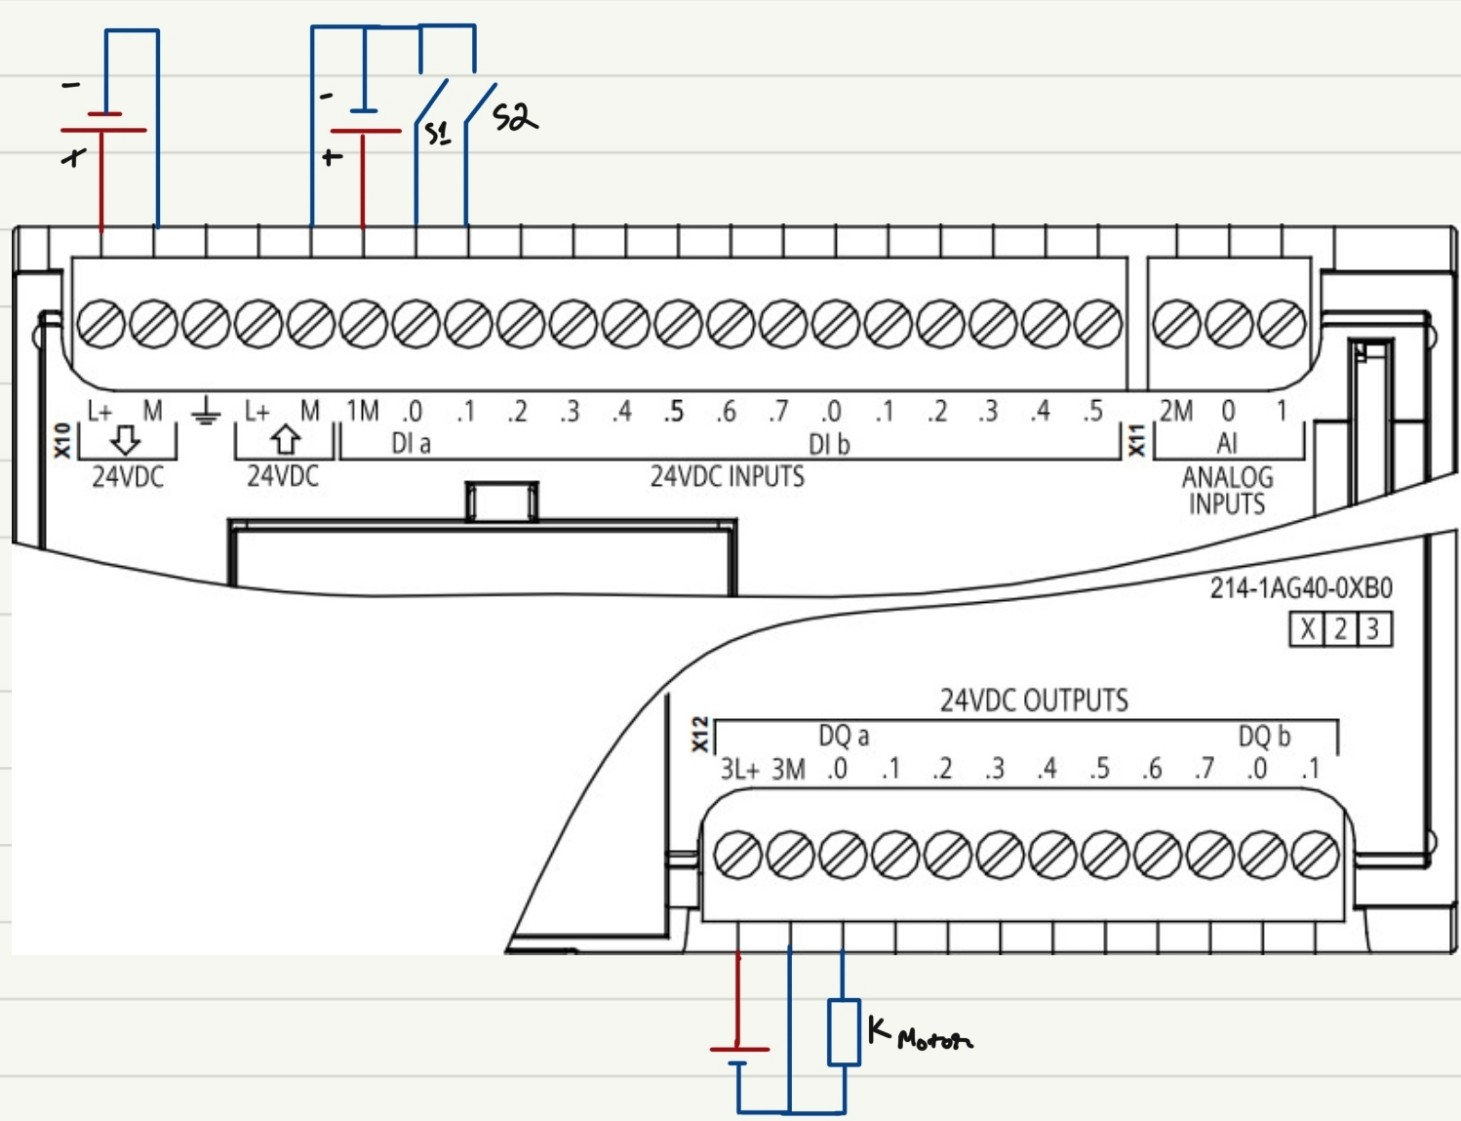 -
+
-
+
S1
S2
L+ M L+ M 1M .0 .1 .2 .3 .4 .5 .6 .7 .0 .1 .2 .3 .4 .5
X10
DI a DI b
24VDC 24VDC 24VDC INPUTS
2M 0 1
X11
AI
ANALOG
INPUTS
214-1AG40-0XB0
X 2 3
24VDC OUTPUTS
X12
DQ a DQ b
3L+ 3M .0 .1 .2 .3 .4 .5 .6 .7 .0 .1
K Motor